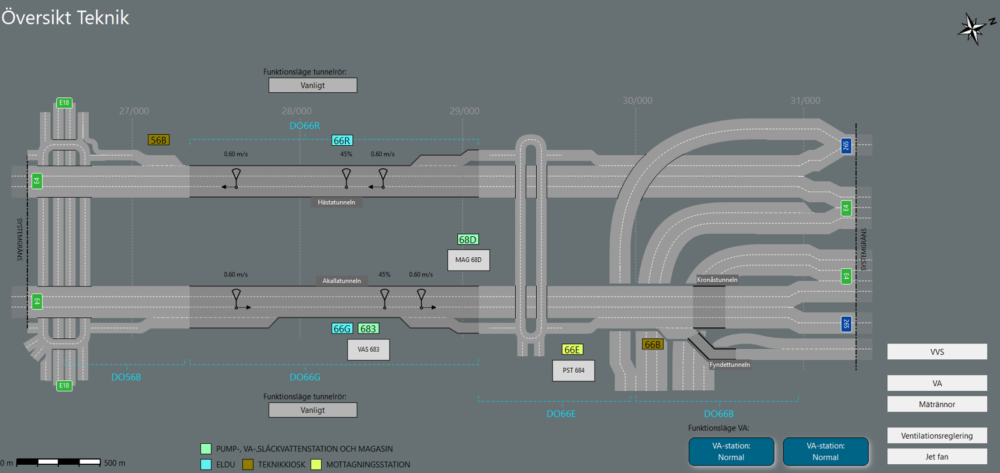 Översikt Teknik
N
Funktionsläge tunnelrör:
Vanligt
E18
27/000
28/000
29/000
30/000
31/000
DO66R
56B
66R
265
0.60 m/s
45%
0.60 m/s
E4
Hästatunneln
E4
SYSTEMGRÄNS
SYSTEMGRÄNS
68D
MAG 68D
0.60 m/s
Akallatunneln
45%
0.60 m/s
Kronåstunneln
E4
E4
265
66G
683
VAS 683
66E
66B
PST 684
Fyndettunneln
VVS
DO56B
DO66G
E18
VA
Funktionsläge tunnelrör:
Vanligt
Mätrännor
DO66E
DO66B
Funktionsläge VA:
VA-station:
Normal
VA-station:
Normal
Ventilationsreglering
Jet fan
PUMP-, VA-,SLÄCKVATTENSTATION OCH MAGASIN
ELDU
TEKNIKKIOSK
MOTTAGNINGSSTATION
0 m
500 m